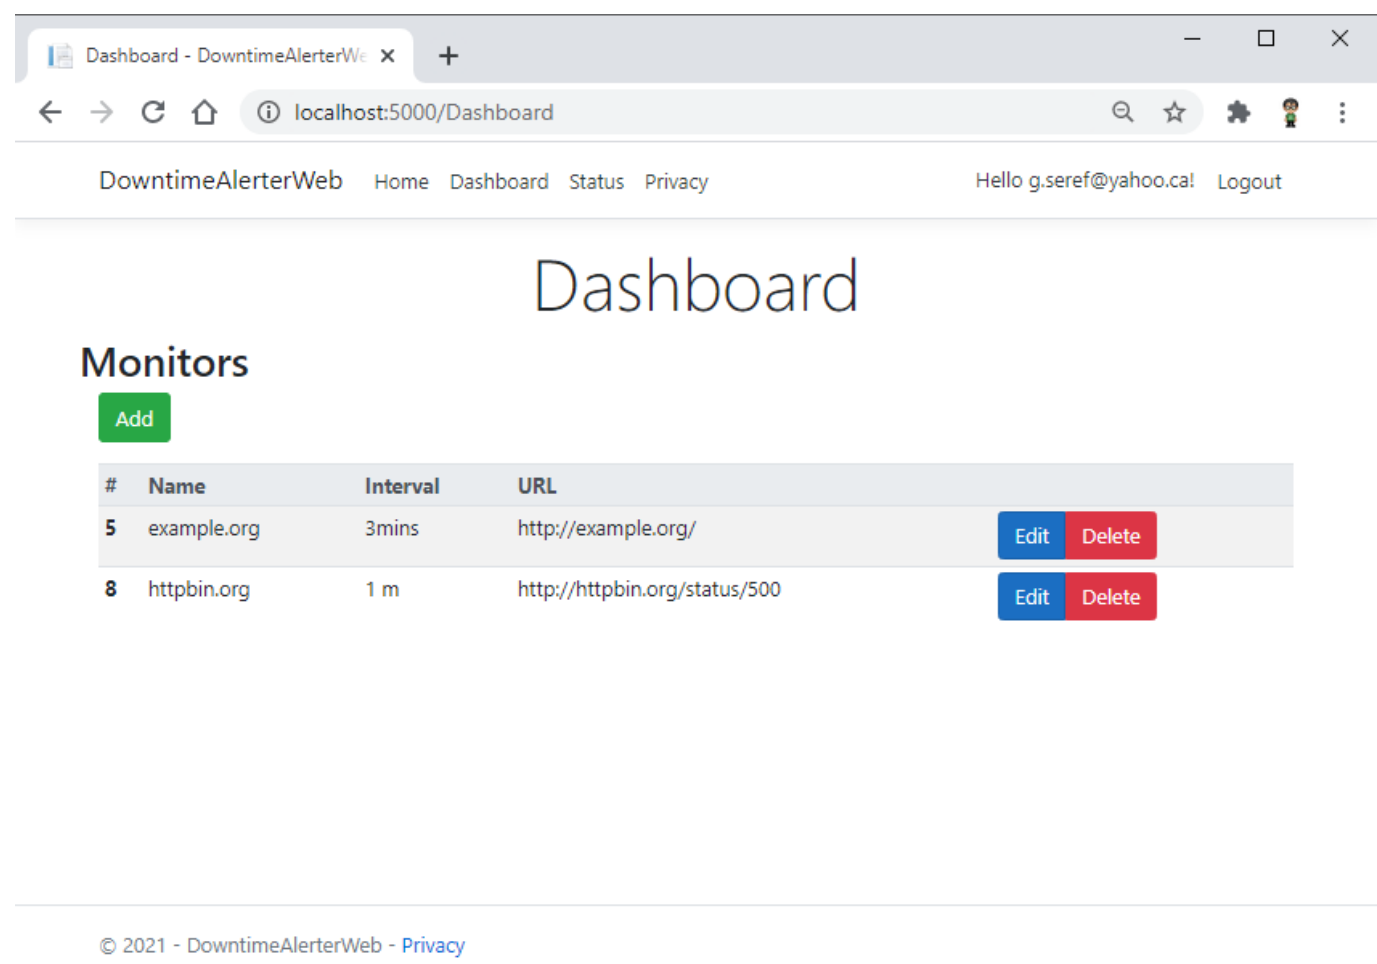 Dashboard - DowntimeAlerterWe
localhost:5000/Dashboard
DowntimeAlerterWeb Home Dashboard Status Privacy Hello g.seref@yahoo.ca! Logout
Dashboard
Monitors
Add
# Name Interval URL
5 example.org 3mins http://example.org/ Edit Delete
8 httpbin.org 1 m http://httpbin.org/status/500 Edit Delete
© 2021 - DowntimeAlerterWeb - Privacy